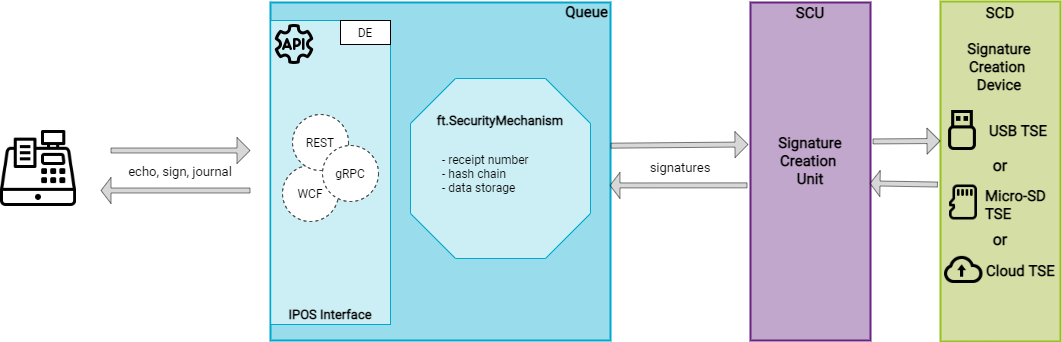 echo, sign, journal
Queue
API
DE
REST
gRPC
WCF
IPOS Interface
ft.SecurityMechanism
- receipt number
- hash chain
- data storage
signatures
SCU
Signature
Creation
Unit
SCD
Signature
Creation
Device
USB TSE
or
Micro-SD
TSE
or
Cloud TSE